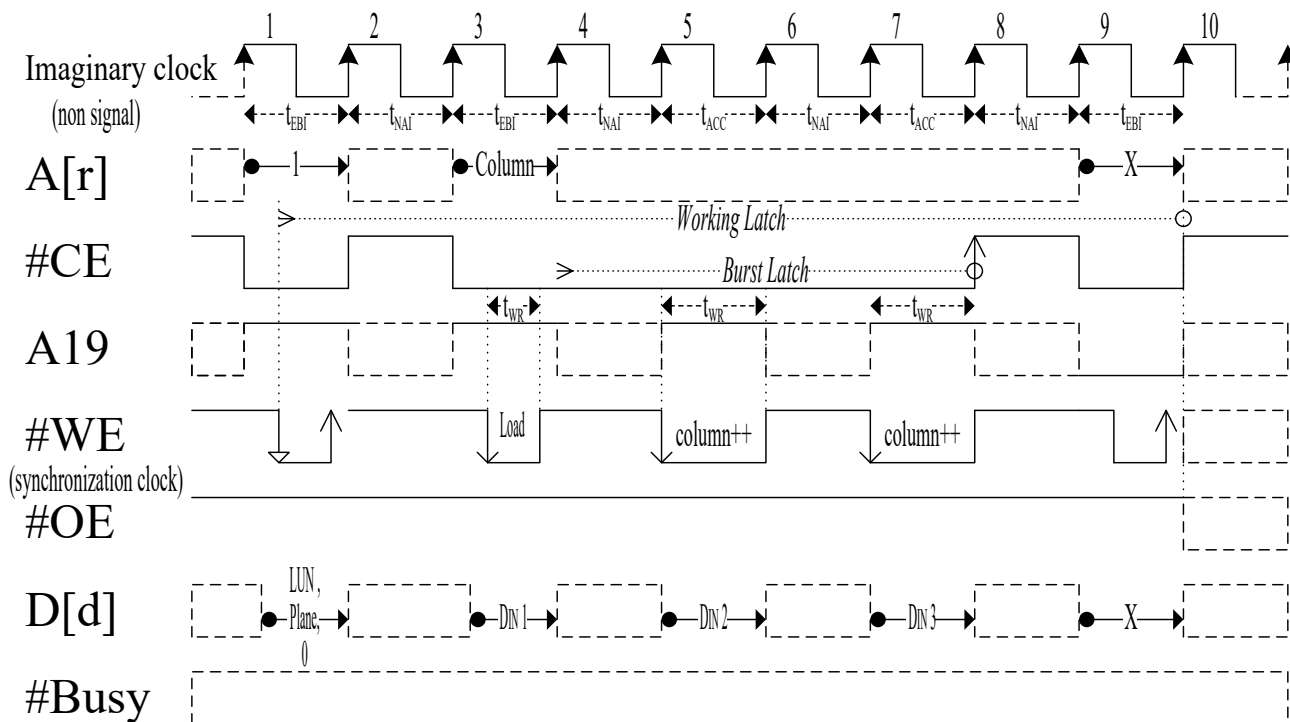 1 2 3 4 5 6 7 8 9 10
Imaginary clock
(non signal)
tEBI tNAI tEBI tNAI tACC tNAI tACC tNAI tEBI
A[r]
1 Column X
Working Latch
#CE
Burst Latch
tWR tWR tWR
A19
#WE
Load column++ column++
(synchronization clock)
#OE
D[d]
LUN ,
Plane,
0
DIN 1 DIN 2 DIN 3 X
#Busy